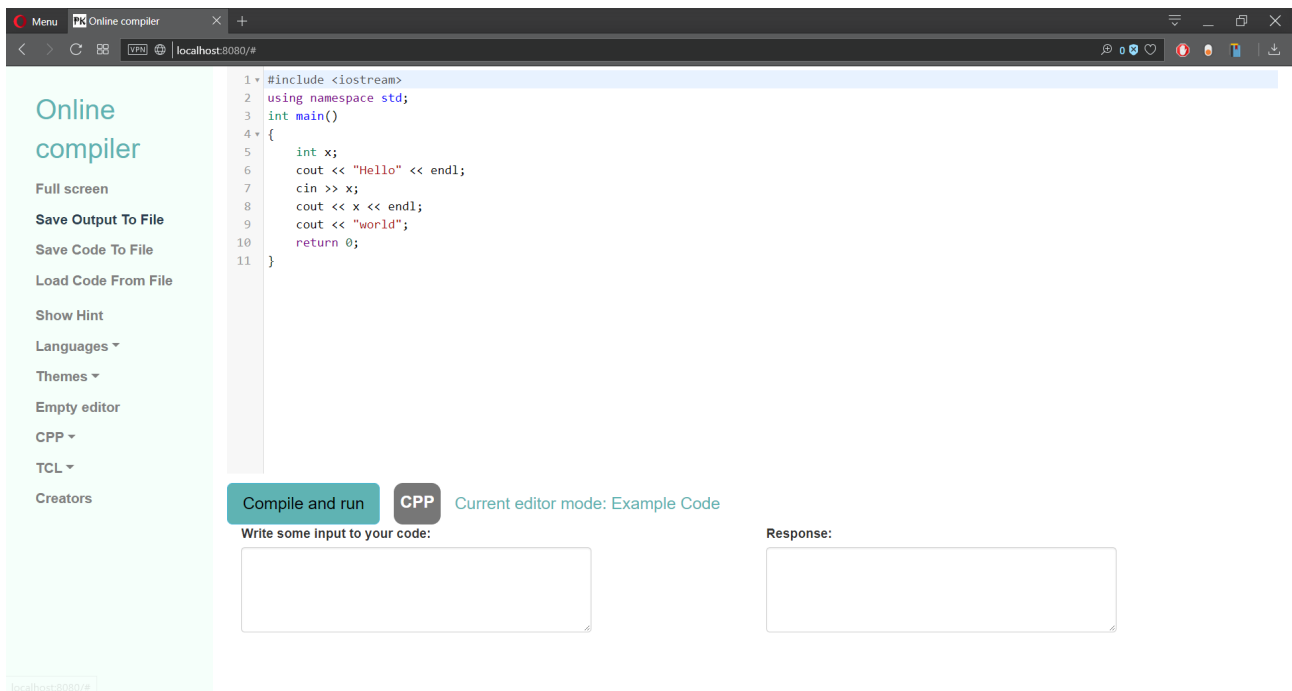 Menu PK Online compiler
VPN localhost:8080/# 0
Online
compiler
Full screen
Save Output To File
Save Code To File
Load Code From File
Show Hint
Languages
Themes
Empty editor
CPP
TCL
Creators
1 #include <iostream>
2 using namespace std;
3 int main()
4 {
5 int x;
6 cout << "Hello" << endl;
7 cin >> x;
8 cout << x << endl;
9 cout << "world";
10 return 0;
11 }
Compile and run CPP Current editor mode: Example Code
Write some input to your code: Response:
localhost:8080/#